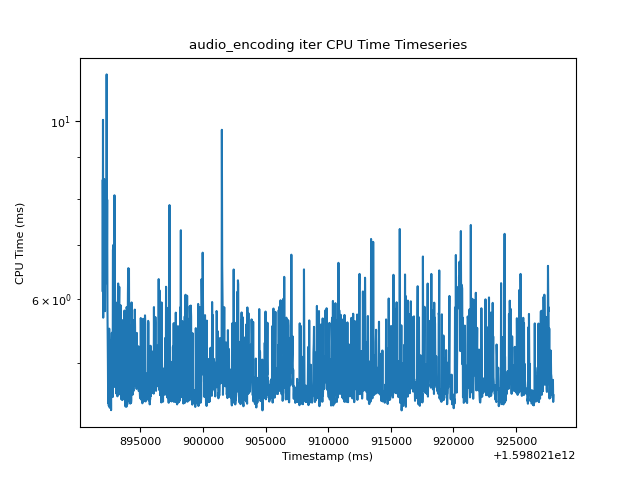 audio_encoding iter CPU Time Timeseries
10¹
6 × 10⁰
CPU Time (ms)
895000 900000 905000 910000 915000 920000 925000
Timestamp (ms)
+1.598021e12